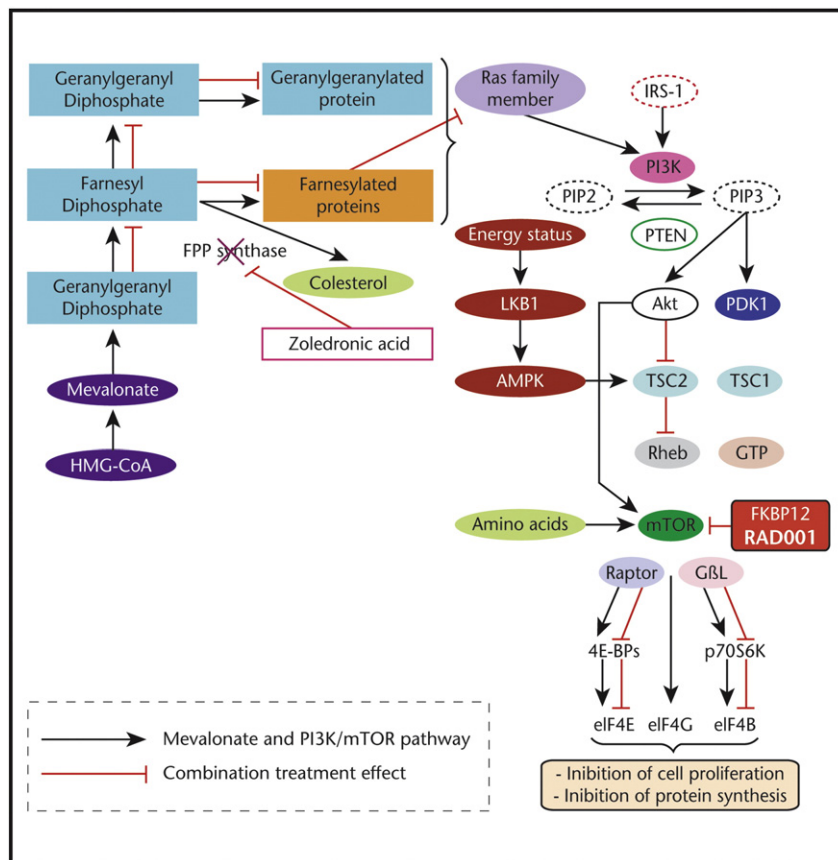 Geranylgeranyl
Diphosphate
Geranylgeranylated
protein
Ras family
member
IRS-1
PI3K
Farnesyl
Diphosphate
Farnesylated
proteins
PIP2
PIP3
PTEN
FPP synthase
Colesterol
Energy status
Geranylgeranyl
Diphosphate
LKB1
Akt
PDK1
Zoledronic acid
Mevalonate
AMPK
TSC2
TSC1
HMG-CoA
Rheb
GTP
Amino acids
mTOR
FKBP12
RAD001
Raptor
GßL
4E-BPs
p70S6K
elF4E
elF4G
elF4B
Mevalonate and PI3K/mTOR pathway
Combination treatment effect
- Inibition of cell proliferation
- Inibition of protein synthesis